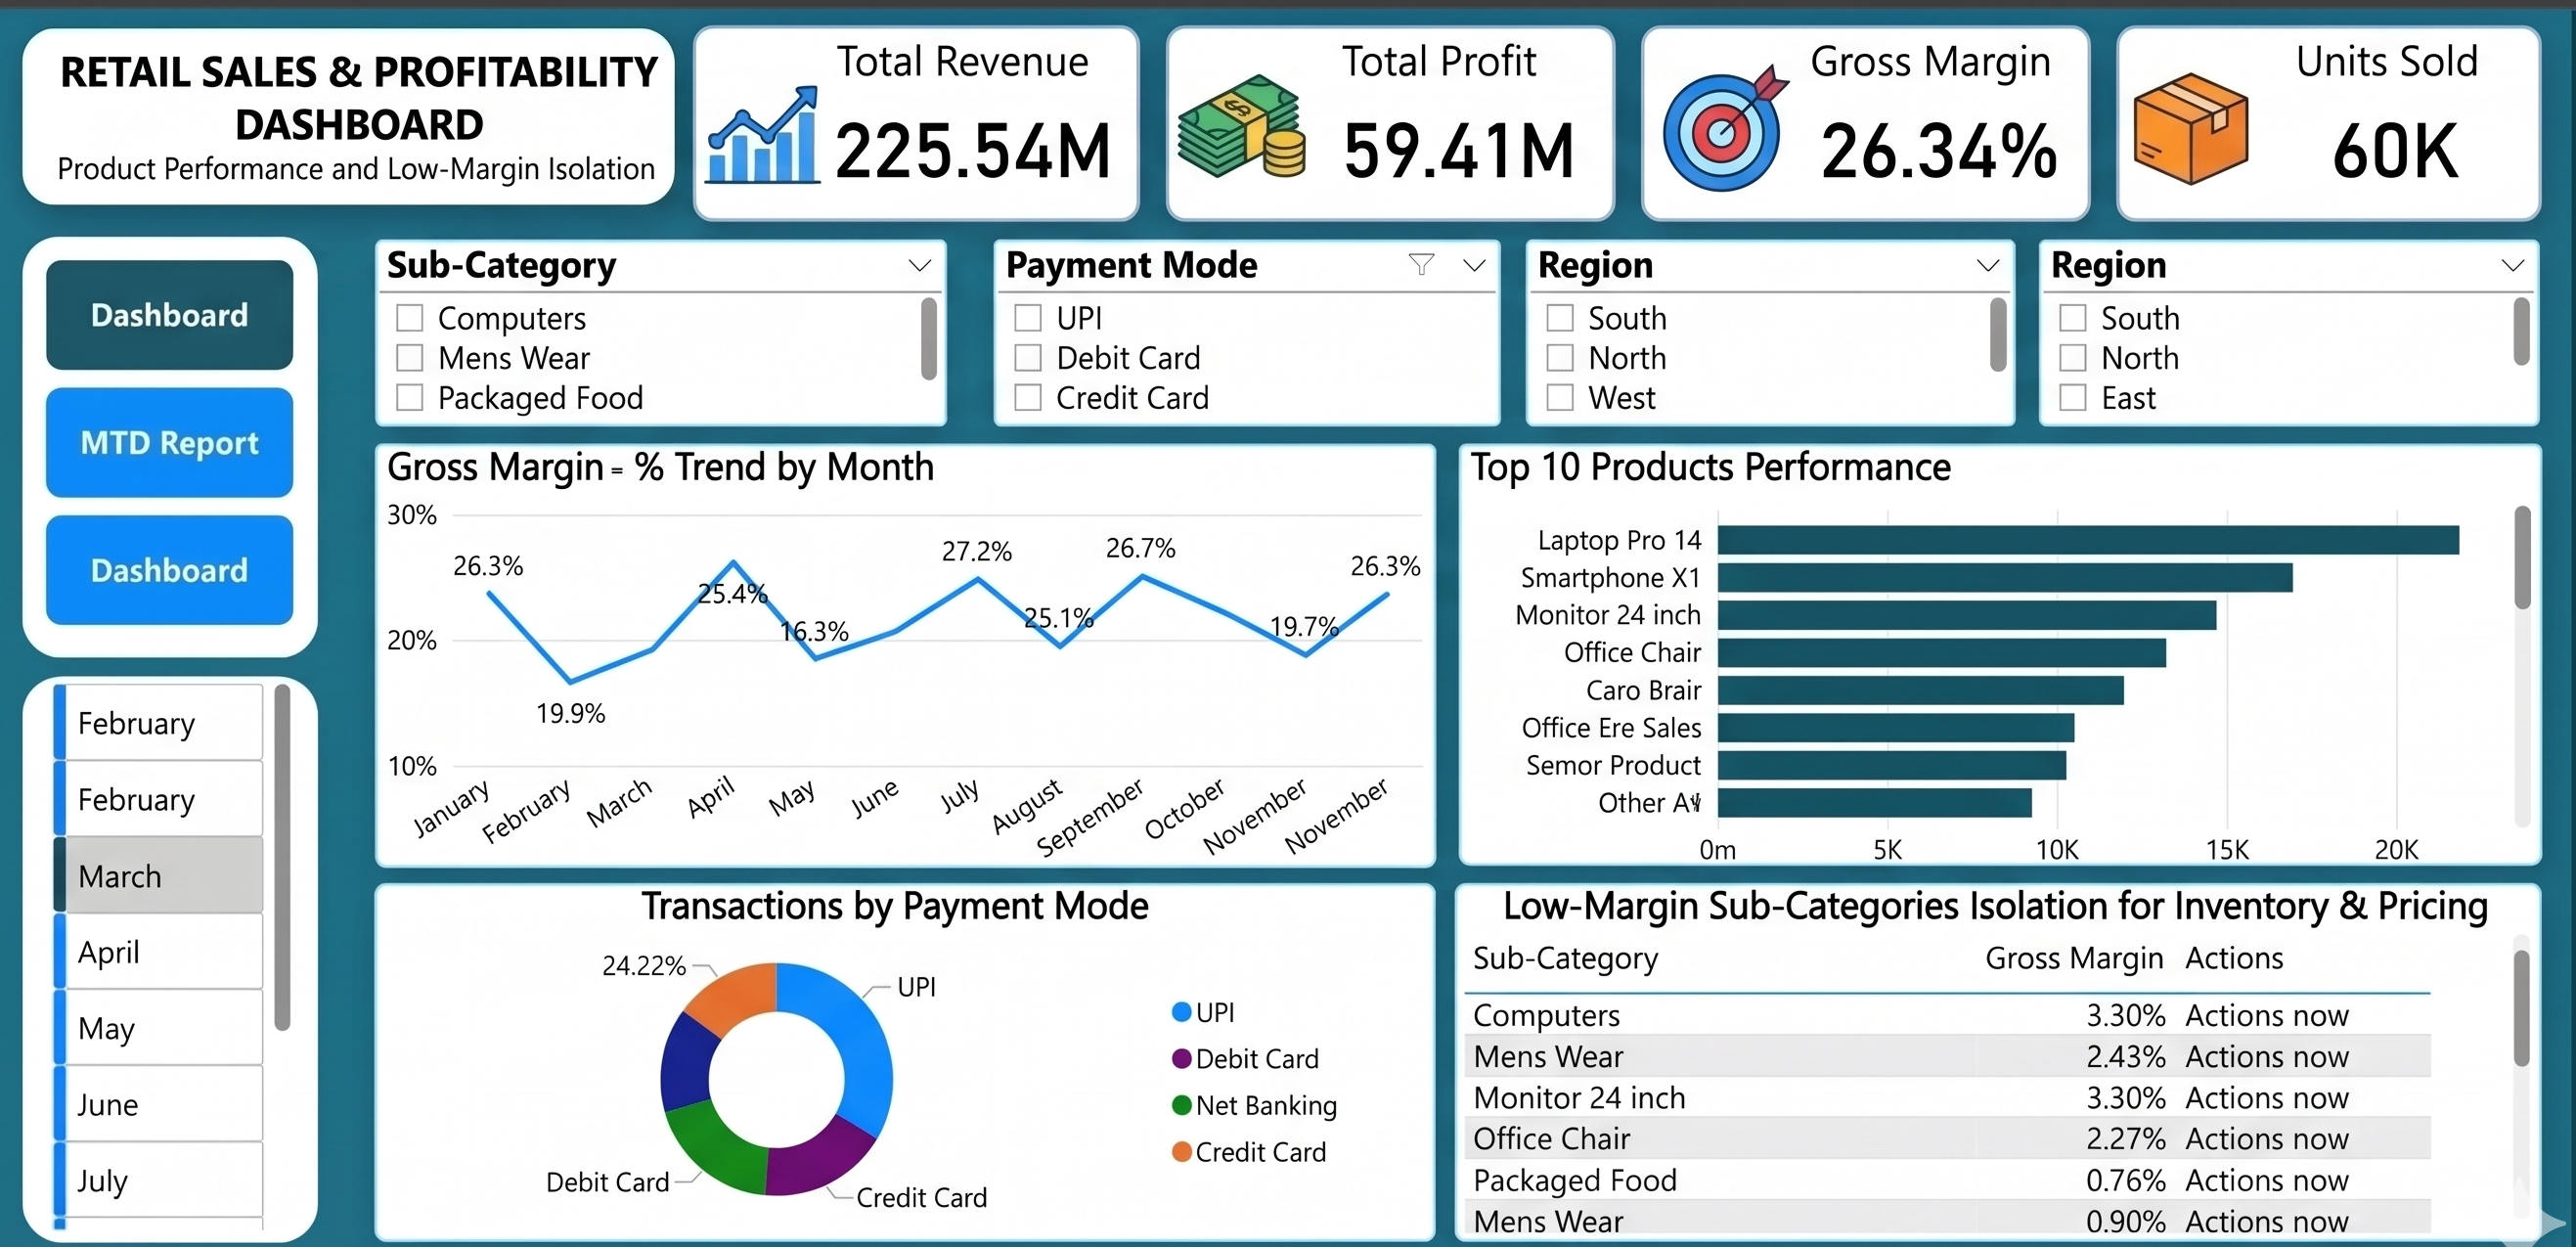 RETAIL SALES & PROFITABILITY
DASHBOARD
Product Performance and Low-Margin Isolation
Total Revenue
225.54M
Total Profit
59.41M
Gross Margin
26.34%
Units Sold
60K
Dashboard
MTD Report
Dashboard
February
February
March
April
May
June
July
Sub-Category
Computers
Mens Wear
Packaged Food
Payment Mode
UPI
Debit Card
Credit Card
Region
South
North
West
Region
South
North
East
Gross Margin = % Trend by Month
30%
20%
10%
26.3%
19.9%
25.4%
16.3%
27.2%
25.1%
26.7%
19.7%
26.3%
January
February
March
April
May
June
July
August
September
October
November
November
Top 10 Products Performance
Laptop Pro 14
Smartphone X1
Monitor 24 inch
Office Chair
Caro Brair
Office Ere Sales
Semor Product
Other
0m
5K
10K
15K
20K
Transactions by Payment Mode
24.22%
UPI
Debit Card
Credit Card
UPI
Debit Card
Net Banking
Credit Card
Low-Margin Sub-Categories Isolation for Inventory & Pricing
Sub-Category Gross Margin Actions
Computers 3.30% Actions now
Mens Wear 2.43% Actions now
Monitor 24 inch 3.30% Actions now
Office Chair 2.27% Actions now
Packaged Food 0.76% Actions now
Mens Wear 0.90% Actions now